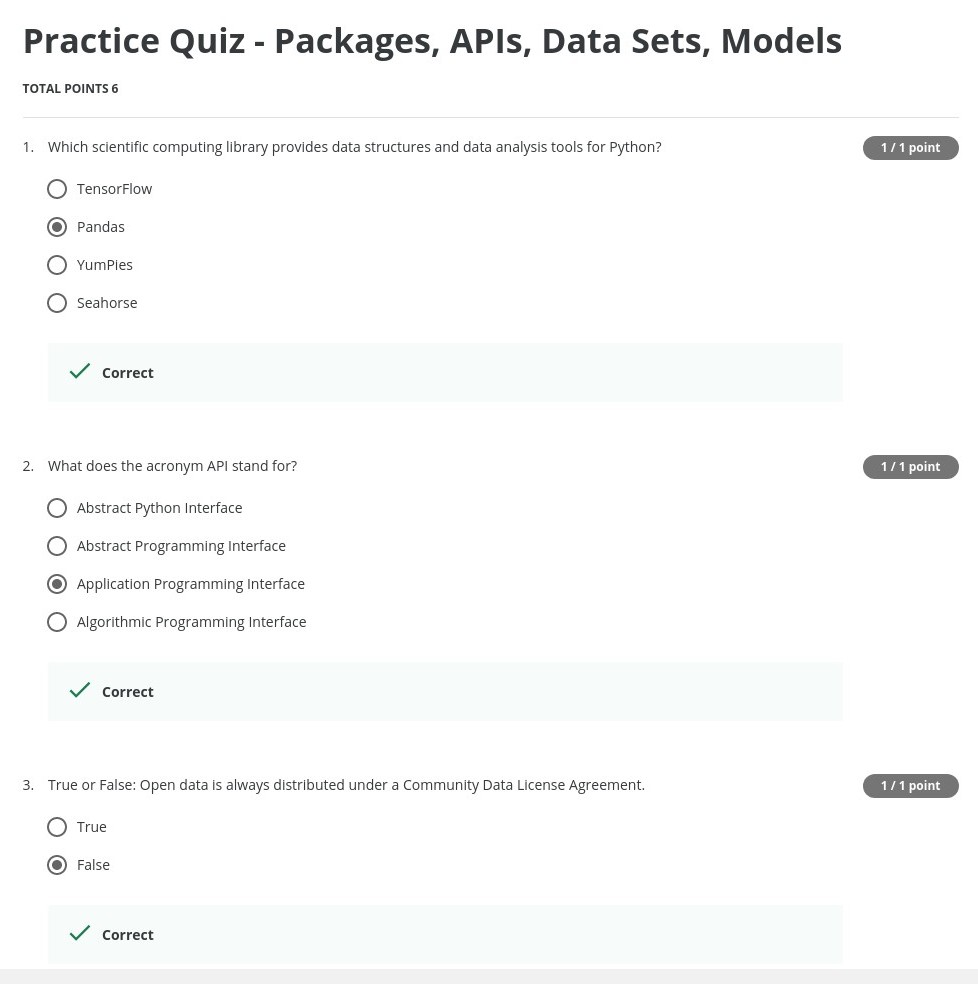 Practice Quiz - Packages, APIs, Data Sets, Models
TOTAL POINTS 6
1. Which scientific computing library provides data structures and data analysis tools for Python?
1 / 1 point
TensorFlow
Pandas
YumPies
Seahorse
Correct
2. What does the acronym API stand for?
1 / 1 point
Abstract Python Interface
Abstract Programming Interface
Application Programming Interface
Algorithmic Programming Interface
Correct
3. True or False: Open data is always distributed under a Community Data License Agreement.
1 / 1 point
True
False
Correct